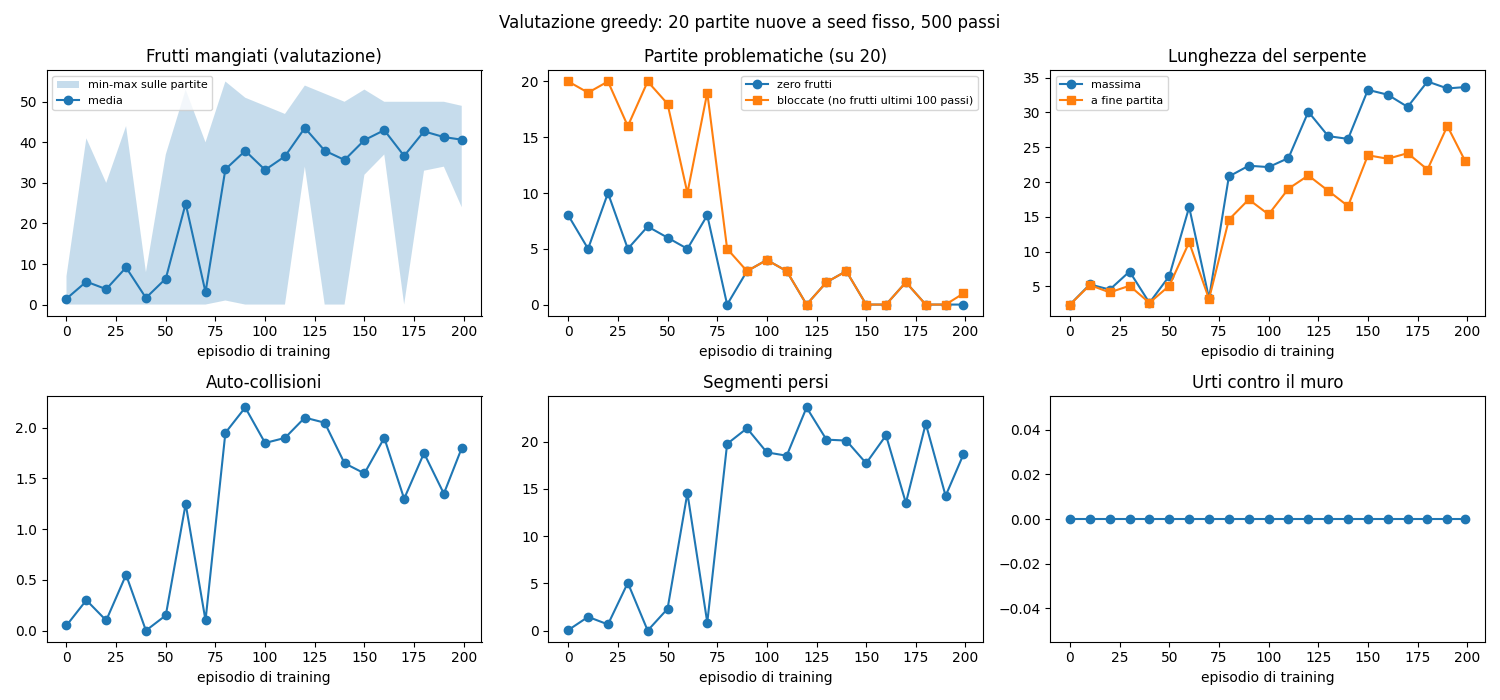 Valutazione greedy: 20 partite nuove a seed fisso, 500 passi
Frutti mangiati (valutazione)
min-max sulle partite
media
50
40
30
20
10
0
0 25 50 75 100 125 150 175 200
episodio di training
Partite problematiche (su 20)
zero frutti
bloccate (no frutti ultimi 100 passi)
20
15
10
5
0
0 25 50 75 100 125 150 175 200
episodio di training
Lunghezza del serpente
massima
a fine partita
35
30
25
20
15
10
5
0 25 50 75 100 125 150 175 200
episodio di training
Auto-collisioni
2.0
1.5
1.0
0.5
0.0
0 25 50 75 100 125 150 175 200
episodio di training
Segmenti persi
20
15
10
5
0
0 25 50 75 100 125 150 175 200
episodio di training
Urti contro il muro
0.04
0.02
0.00
−0.02
−0.04
0 25 50 75 100 125 150 175 200
episodio di training